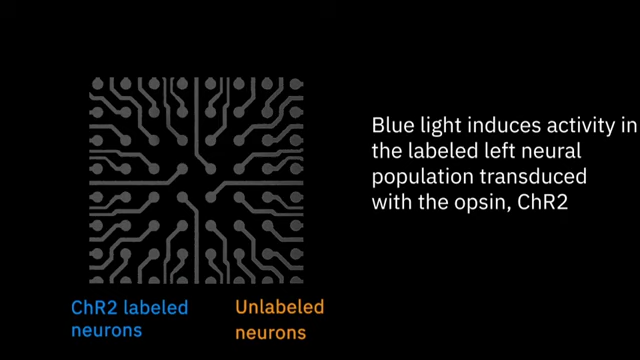 Blue light induces activity in
the labeled left neural
population transduced
with the opsin, ChR2
ChR2 labeled
neurons
Unlabeled
neurons